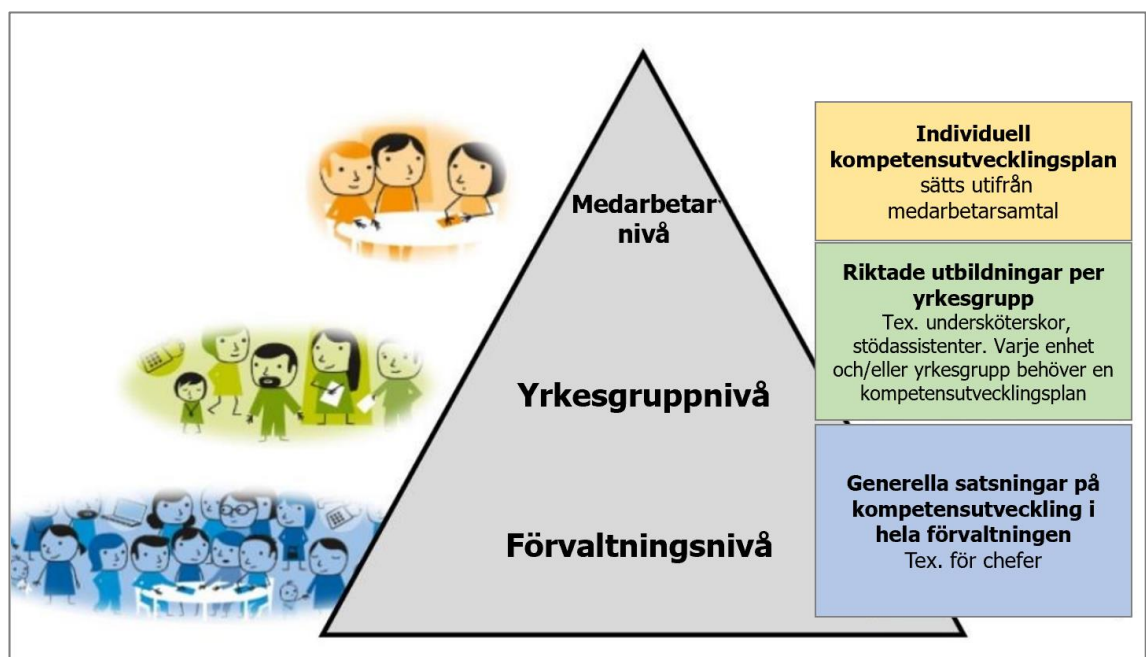 Medarbetar
nivå
Yrkesgruppnivå
Förvaltningsnivå
Individuell
kompetensutvecklingsplan
sätts utifrån
medarbetarsamtal
Riktade utbildningar per
yrkesgrupp
Tex. undersköterskor,
stödassistenter. Varje enhet
och/eller yrkesgrupp behöver en
kompetensutvecklingsplan
Generella satsningar på
kompetensutveckling i
hela förvaltningen
Tex. för chefer